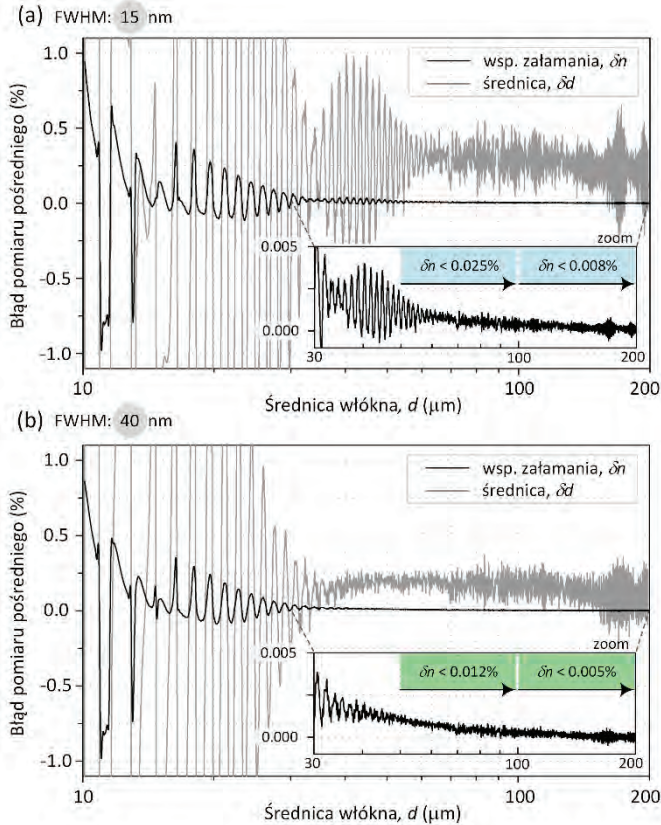 (a) FWHM: 15 nm
1.0
0.5
0.0
-0.5
-1.0
Błąd pomiaru pośredniego (%)
wsp. załamania, δn
średnica, δd
zoom
0.005
0.000
δn < 0.025%
δn < 0.008%
30
100
200
10
100
200
Średnica włókna, d (μm)
(b) FWHM: 40 nm
1.0
0.5
0.0
-0.5
-1.0
Błąd pomiaru pośredniego (%)
wsp. załamania, δn
średnica, δd
zoom
0.005
0.000
δn < 0.012%
δn < 0.005%
30
100
200
10
100
200
Średnica włókna, d (μm)